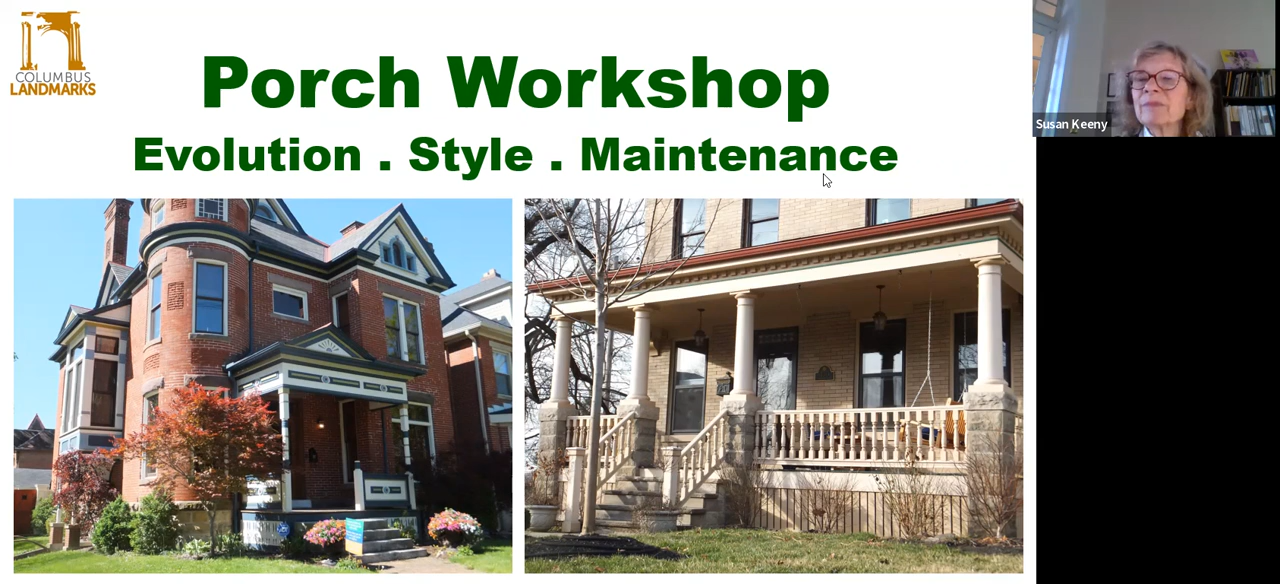 COLUMBUS
LANDMARKS
Porch Workshop
Evolution . Style . Maintenance
Susan Keeny